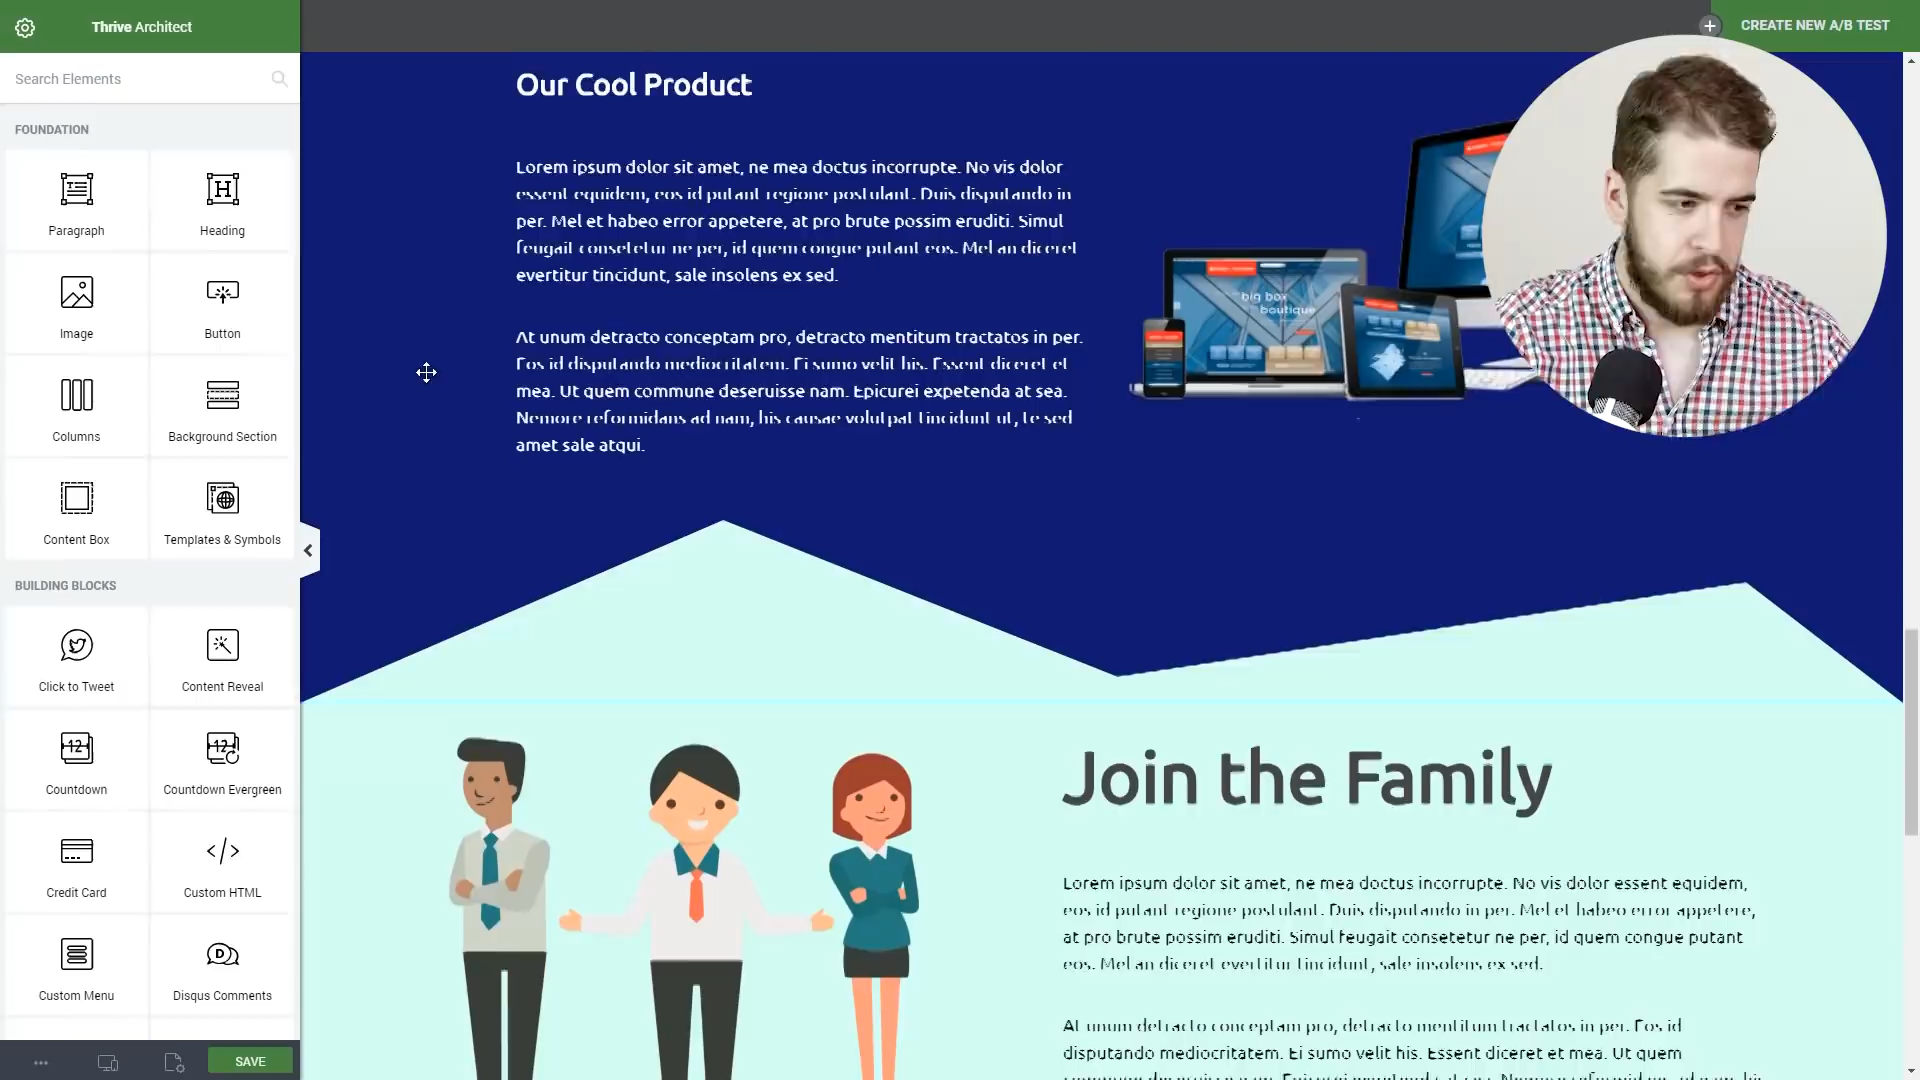 Thrive Architect
CREATE NEW A/B TEST
Search Elements
FOUNDATION
Paragraph
Heading
Image
Button
Columns
Background Section
Content Box
Templates & Symbols
BUILDING BLOCKS
Click to Tweet
Content Reveal
12
Countdown
12
Countdown Evergreen
Credit Card
Custom HTML
Custom Menu
Disqus Comments
SAVE
Our Cool Product
Lorem ipsum dolor sit amet, ne mea doctus incorrupte. No vis dolor
essent equidem, eos id putant regione postulant. Duis disputando in
per. Mel et habeo error appetere, at pro brute possim eruditi. Simul
feugait consetetur ne per, id quem congue putant eos. Mel an diceret
evertitur tincidunt, sale insolens ex sed.
At unum detracto conceptam pro, detracto mentitum tractatos in per.
Eos id disputando mediocritatem. Ei sumo velit his. Essent diceret et
mea. Ut quem commune deseruisse nam. Epicurei expetenda at sea.
Nemore reformidans ad nam, his causae volutpat tincidunt ut, te sed
amet sale atqui.
big box
boutique
Join the Family
Lorem ipsum dolor sit amet, ne mea doctus incorrupte. No vis dolor essent equidem,
eos id putant regione postulant. Duis disputando in per. Mel et habeo error appetere,
at pro brute possim eruditi. Simul feugait consetetur ne per, id quem congue putant
eos. Mel an diceret evertitur tincidunt, sale insolens ex sed.
At unum detracto conceptam pro, detracto mentitum tractatos in per. Eos id
disputando mediocritatem. Ei sumo velit his. Essent diceret et mea. Ut quem